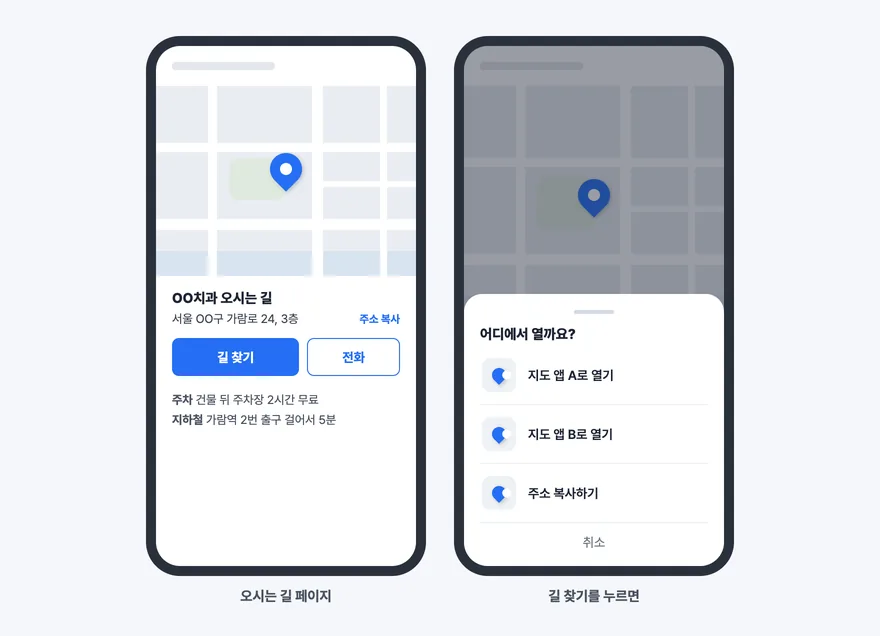 OO치과 오시는 길
서울 OO구 가람로 24, 3층
주소 복사
길 찾기
전화
주차 건물 뒤 주차장 2시간 무료
지하철 가람역 2번 출구 걸어서 5분
오시는 길 페이지
어디에서 열까요?
지도 앱 A로 열기
지도 앱 B로 열기
주소 복사하기
취소
길 찾기를 누르면